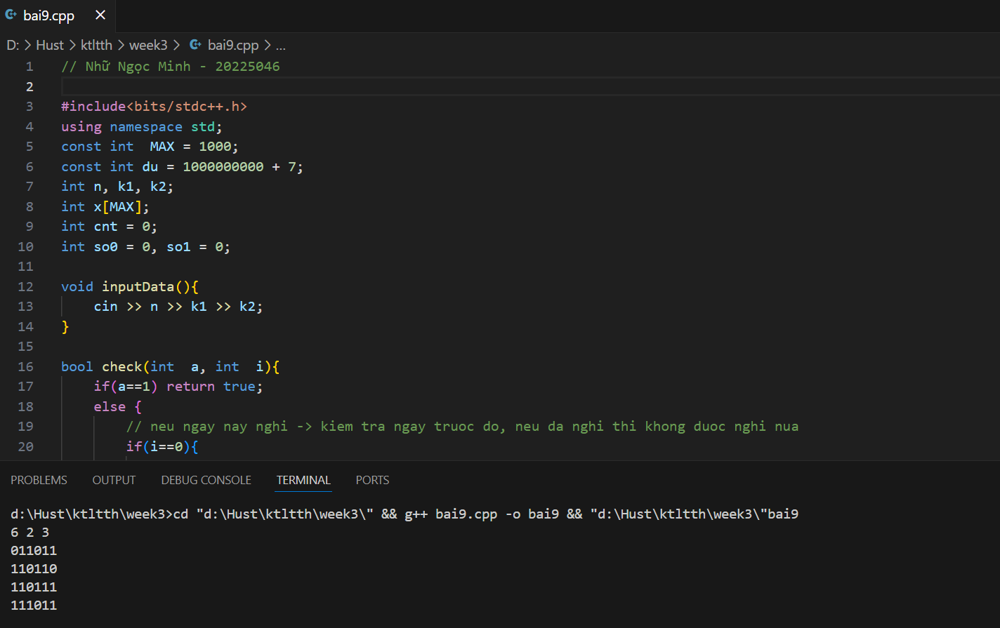 bai9.cpp
D: > Hust > ktltth > week3 > bai9.cpp > ...
1 // Nhữ Ngọc Minh - 20225046
2
3 #include<bits/stdc++.h>
4 using namespace std;
5 const int  MAX = 1000;
6 const int du = 1000000000 + 7;
7 int n, k1, k2;
8 int x[MAX];
9 int cnt = 0;
10 int so0 = 0, so1 = 0;
11
12 void inputData(){
13     cin >> n >> k1 >> k2;
14 }
15
16 bool check(int  a, int  i){
17     if(a==1) return true;
18     else {
19         // neu ngay nay nghi -> kiem tra ngay truoc do, neu da nghi thi khong duoc nghi nua
20         if(i==0){
PROBLEMS OUTPUT DEBUG CONSOLE TERMINAL PORTS
d:\Hust\ktltth\week3>cd "d:\Hust\ktltth\week3\" && g++ bai9.cpp -o bai9 && "d:\Hust\ktltth\week3\"bai9
6 2 3
011011
110110
110111
111011